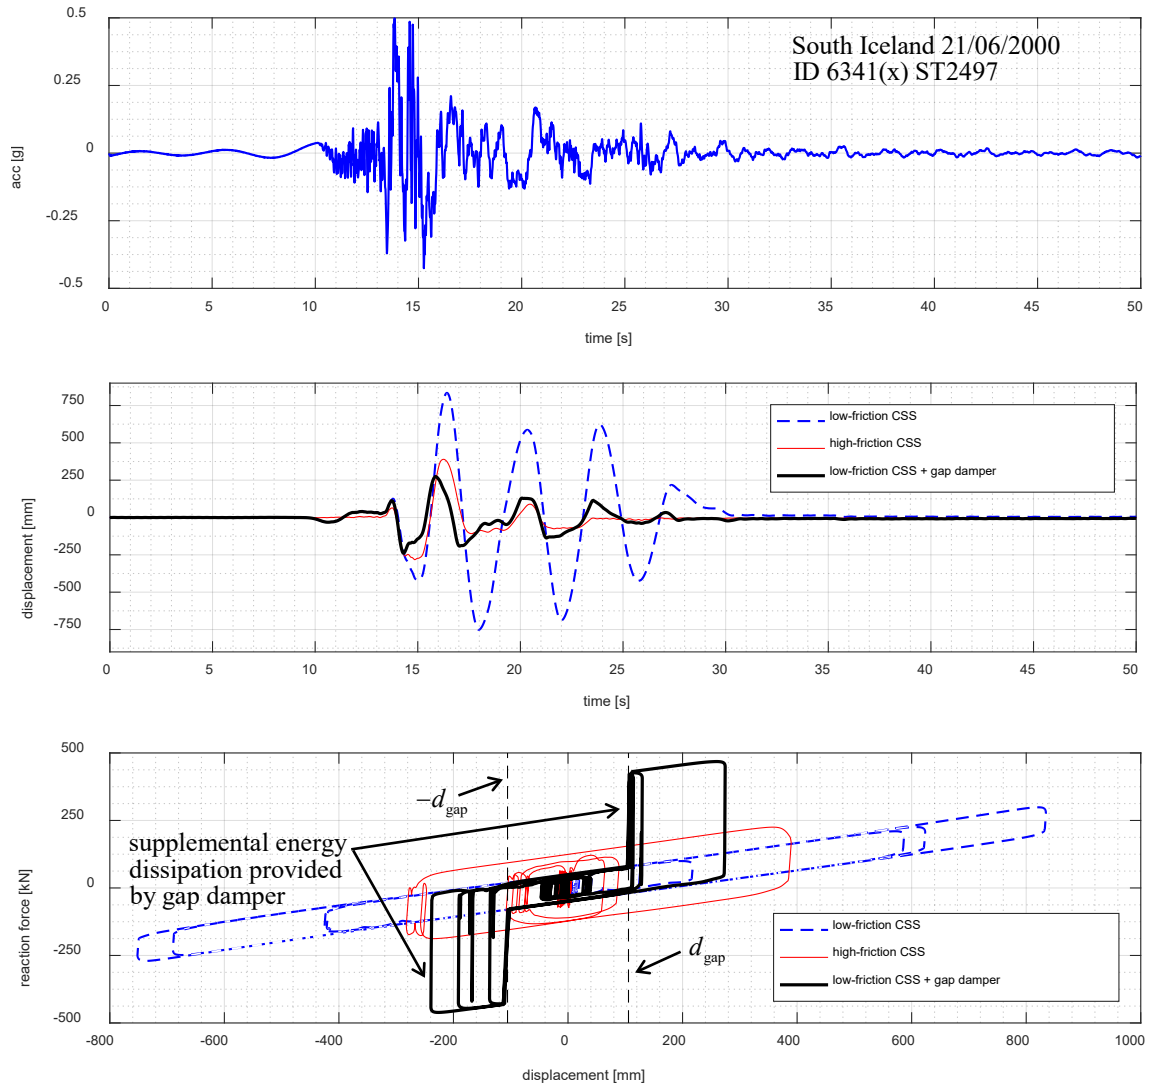 0.5
0.25
0
-0.25
-0.5
acc [g]
South Iceland 21/06/2000
ID 6341(x) ST2497
0 5 10 15 20 25 30 35 40 45 50
time [s]
750
500
250
0
-250
-500
-750
displacement [mm]
low-friction CSS
high-friction CSS
low-friction CSS + gap damper
0 5 10 15 20 25 30 35 40 45 50
time [s]
500
250
0
-250
-500
reaction force [kN]
−dgap
supplemental energy
dissipation provided
by gap damper
dgap
low-friction CSS
high-friction CSS
low-friction CSS + gap damper
-800 -600 -400 -200 0 200 400 600 800 1000
displacement [mm]